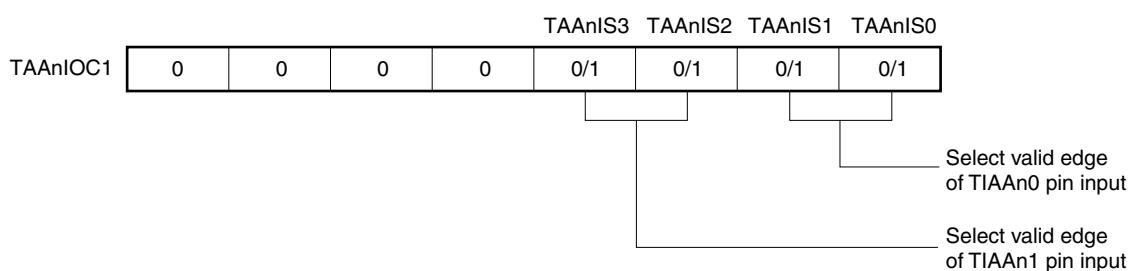 TAAnIS3 TAAnIS2 TAAnIS1 TAAnIS0
TAAnIOC1 0 0 0 0 0/1 0/1 0/1 0/1
Select valid edge
of TIAAn0 pin input
Select valid edge
of TIAAn1 pin input